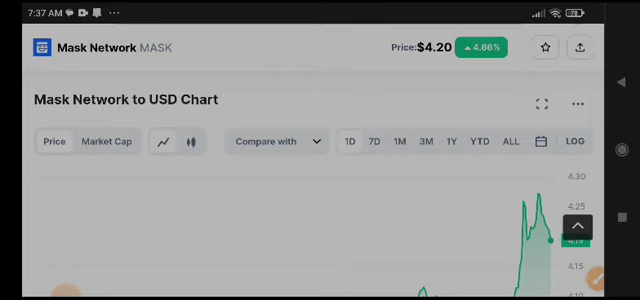 7:37 AM
78
Mask Network MASK
Price:$4.20 4.66%
Mask Network to USD Chart
Price Market Cap Compare with 1D 7D 1M 3M 1Y YTD ALL LOG
4.30
4.25
4.15